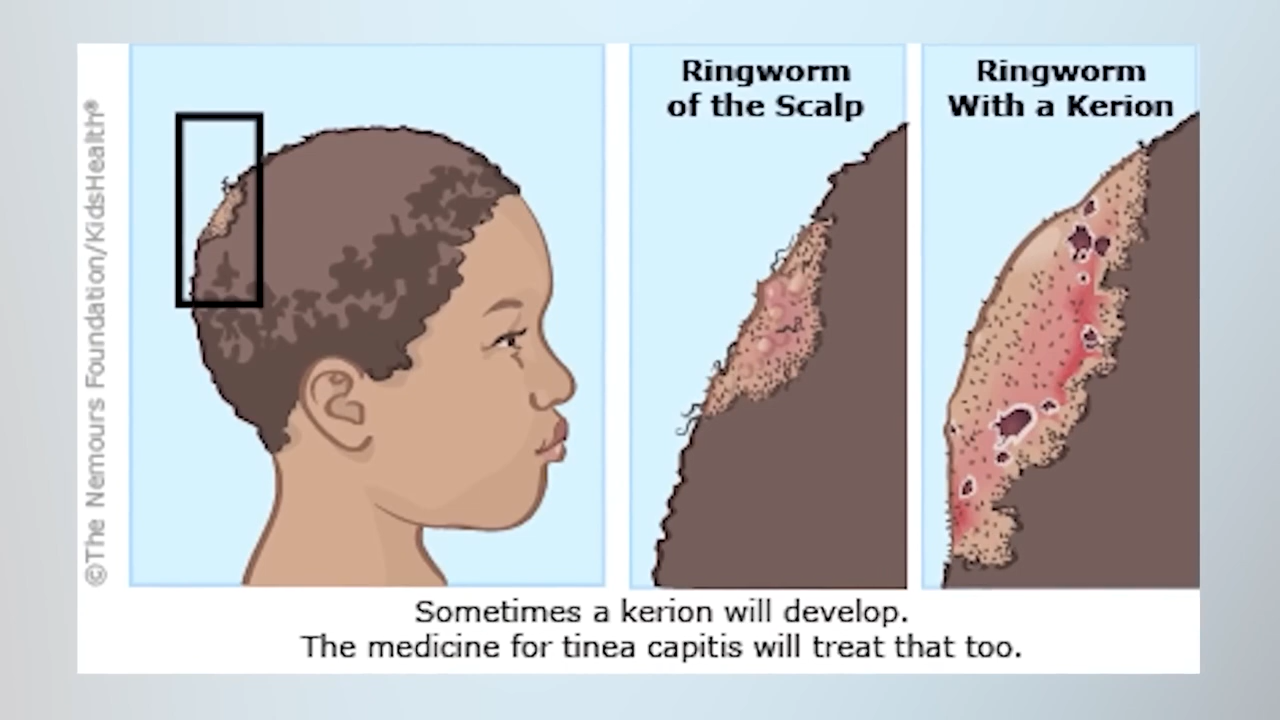 ©The Nemours Foundation/KidsHealth®
Ringworm
of the Scalp
Ringworm
With a Kerion
Sometimes a kerion will develop.
The medicine for tinea capitis will treat that too.